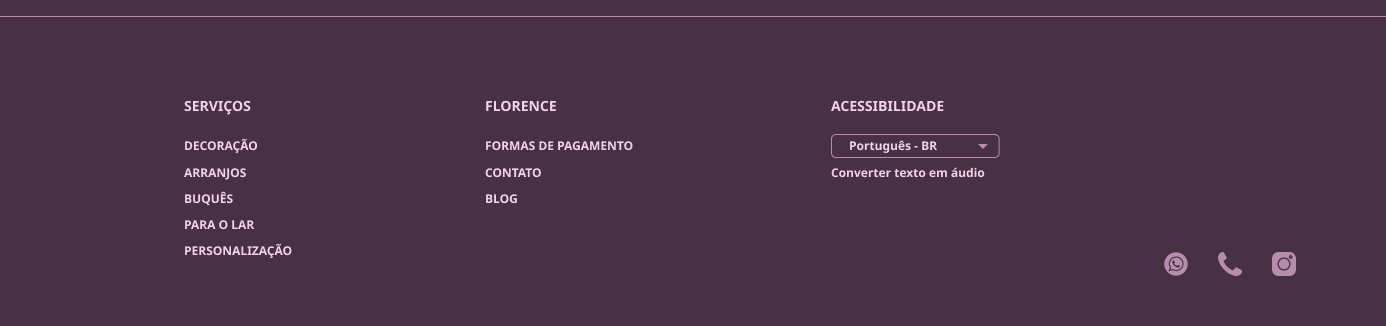 SERVIÇOS
DECORAÇÃO
ARRANJOS
BUQUÊS
PARA O LAR
PERSONALIZAÇÃO
FLORENCE
FORMAS DE PAGAMENTO
CONTATO
BLOG
ACESSIBILIDADE
Português - BR
Converter texto em áudio